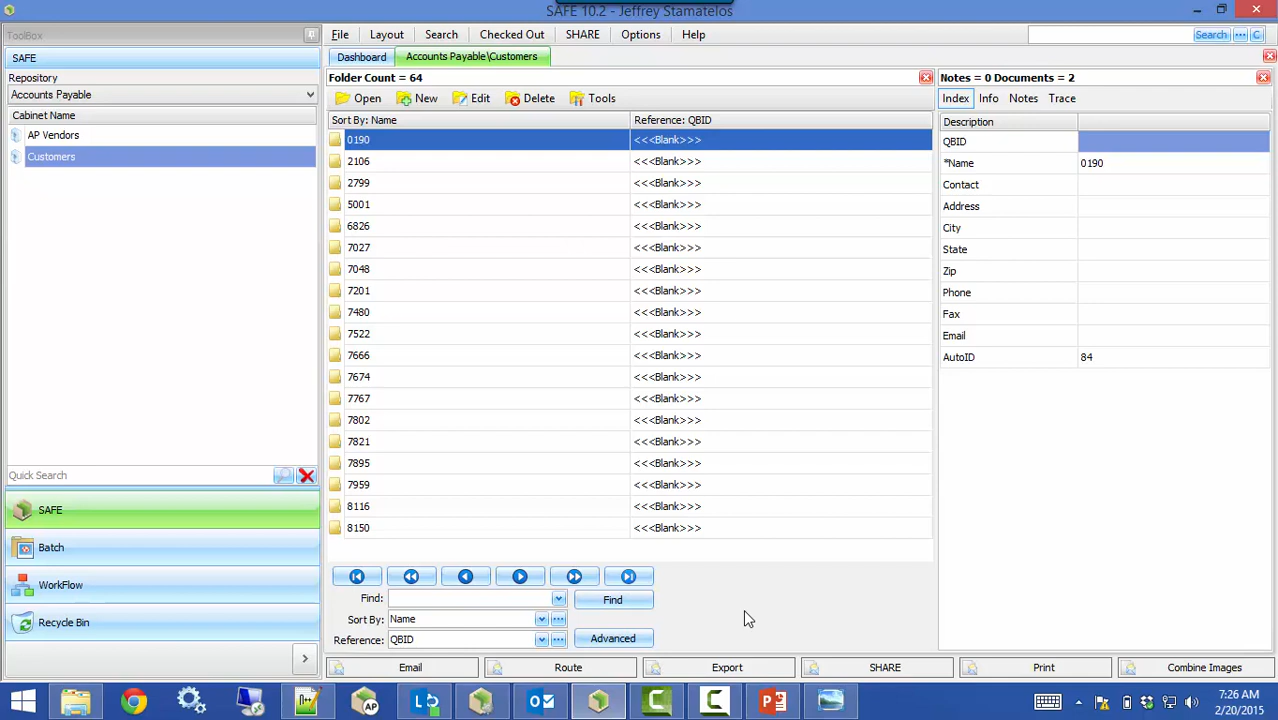 SAFE 10.2 - Jeffrey Stamatelos
ToolBox
File Layout Search Checked Out SHARE Options Help
Search ... C
SAFE
Dashboard Accounts Payable\Customers
Repository
Accounts Payable
Folder Count = 64
Notes = 0 Documents = 2
Open New Edit Delete Tools
Index Info Notes Trace
Cabinet Name
AP Vendors
Customers
Sort By: Name Reference: QBID
0190 <<<Blank>>>
2106 <<<Blank>>>
2799 <<<Blank>>>
5001 <<<Blank>>>
6826 <<<Blank>>>
7027 <<<Blank>>>
7048 <<<Blank>>>
7201 <<<Blank>>>
7480 <<<Blank>>>
7522 <<<Blank>>>
7666 <<<Blank>>>
7674 <<<Blank>>>
7767 <<<Blank>>>
7802 <<<Blank>>>
7821 <<<Blank>>>
7895 <<<Blank>>>
7959 <<<Blank>>>
8116 <<<Blank>>>
8150 <<<Blank>>>
Description
QBID
*Name 0190
Contact
Address
City
State
Zip
Phone
Fax
Email
AutoID 84
Quick Search
SAFE
Batch
WorkFlow
Recycle Bin
Find: Find
Sort By: Name ...
Reference: QBID ... Advanced
Email Route Export SHARE Print Combine Images
AP
7:26 AM
2/20/2015